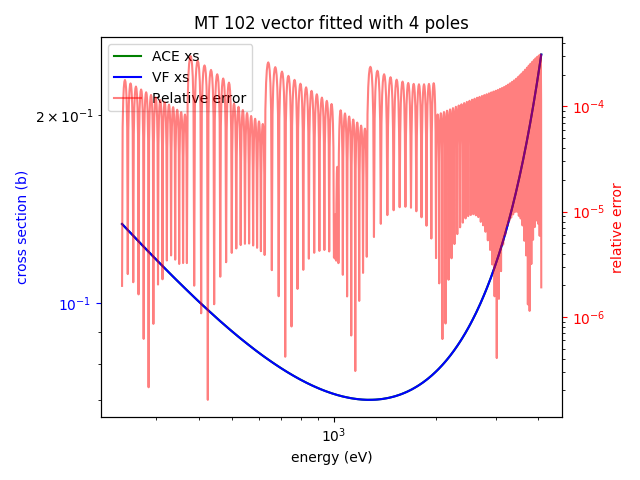 MT 102 vector fitted with 4 poles
ACE xs
VF xs
Relative error
2 × 10⁻¹
10⁻¹
cross section (b)
10⁻⁴
10⁻⁵
10⁻⁶
relative error
10³
energy (eV)